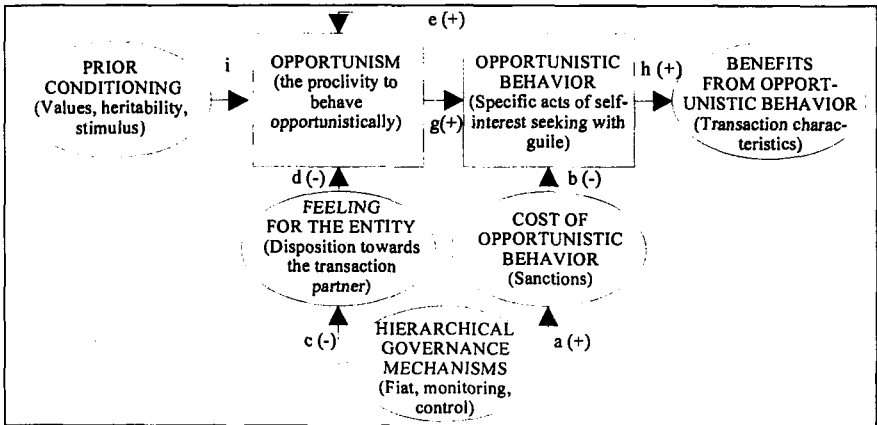 e (+)
PRIOR
CONDITIONING
(Values, heritability,
stimulus)
i
OPPORTUNISM
(the proclivity to
behave
opportunistically)
g(+)
OPPORTUNISTIC
BEHAVIOR
(Specific acts of self-
interest seeking with
guile)
h (+)
BENEFITS
FROM OPPORT-
UNISTIC BEHAVIOR
(Transaction charac-
teristics)
d (-)
b (-)
FEELING
FOR THE ENTITY
(Disposition towards
the transaction
partner)
COST OF
OPPORTUNISTIC
BEHAVIOR
(Sanctions)
c (-)
a (+)
HIERARCHICAL
GOVERNANCE
MECHANISMS
(Fiat, monitoring,
control)